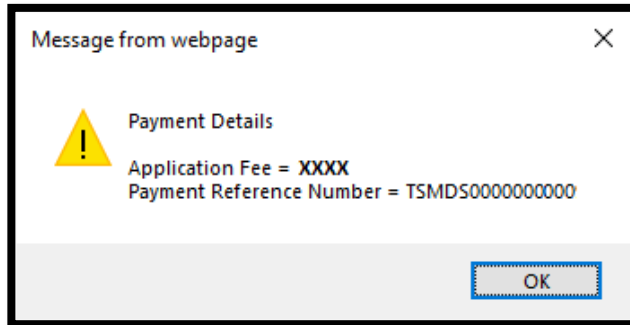 Message from webpage
Payment Details
Application Fee = XXXX
Payment Reference Number = TSMDS0000000000
OK